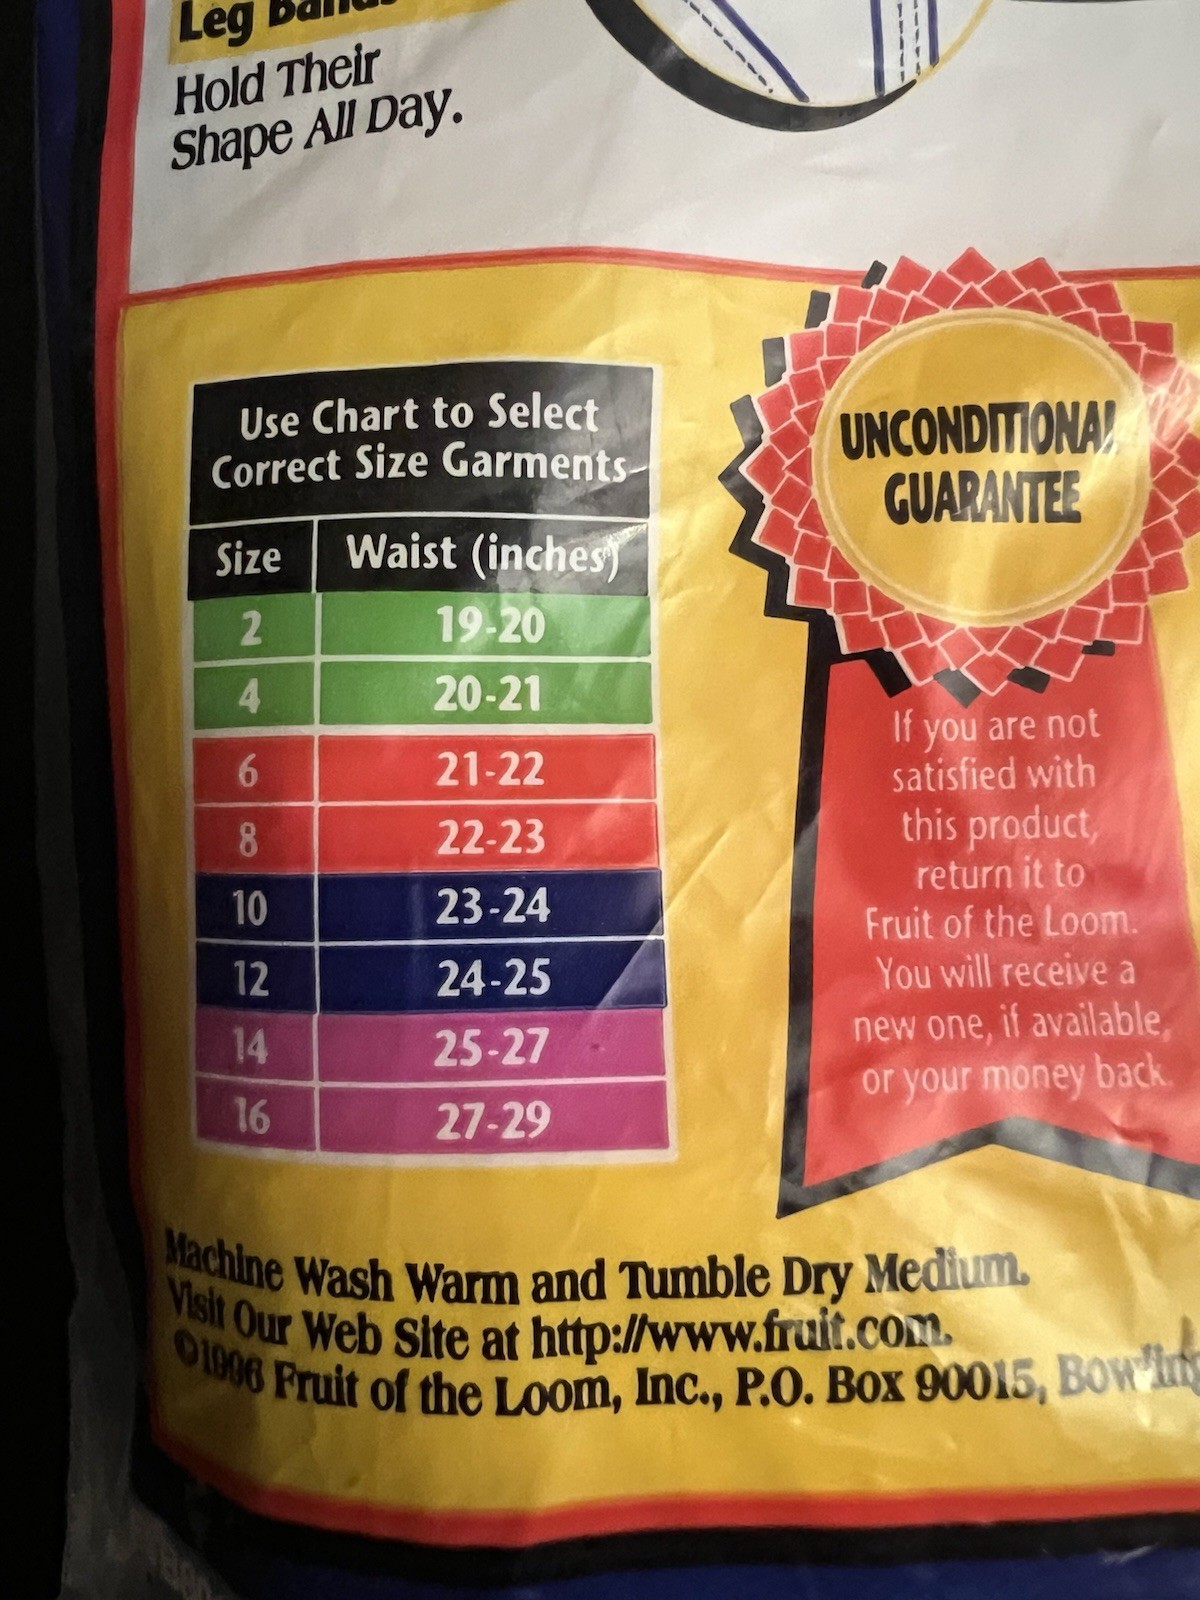 Leg Bands
Hold Their
Shape All Day.
Use Chart to Select
Correct Size Garments
Size Waist (inches)
2 19-20
4 20-21
6 21-22
8 22-23
10 23-24
12 24-25
14 25-27
16 27-29
UNCONDITIONAL
GUARANTEE
If you are not
satisfied with
this product,
return it to
Fruit of the Loom.
You will receive a
new one, if available,
or your money back.
Machine Wash Warm and Tumble Dry Medium.
Visit Our Web Site at http://www.fruit.com.
©1996 Fruit of the Loom, Inc., P.O. Box 90015, Bowling